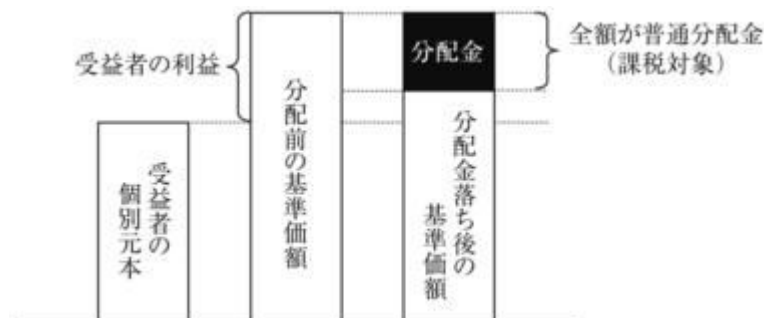 受益者の利益
分配金
全額が普通分配金
（課税対象）
受益者の
個別元本
分配前の基準価額
分配金落ち後の
基準価額